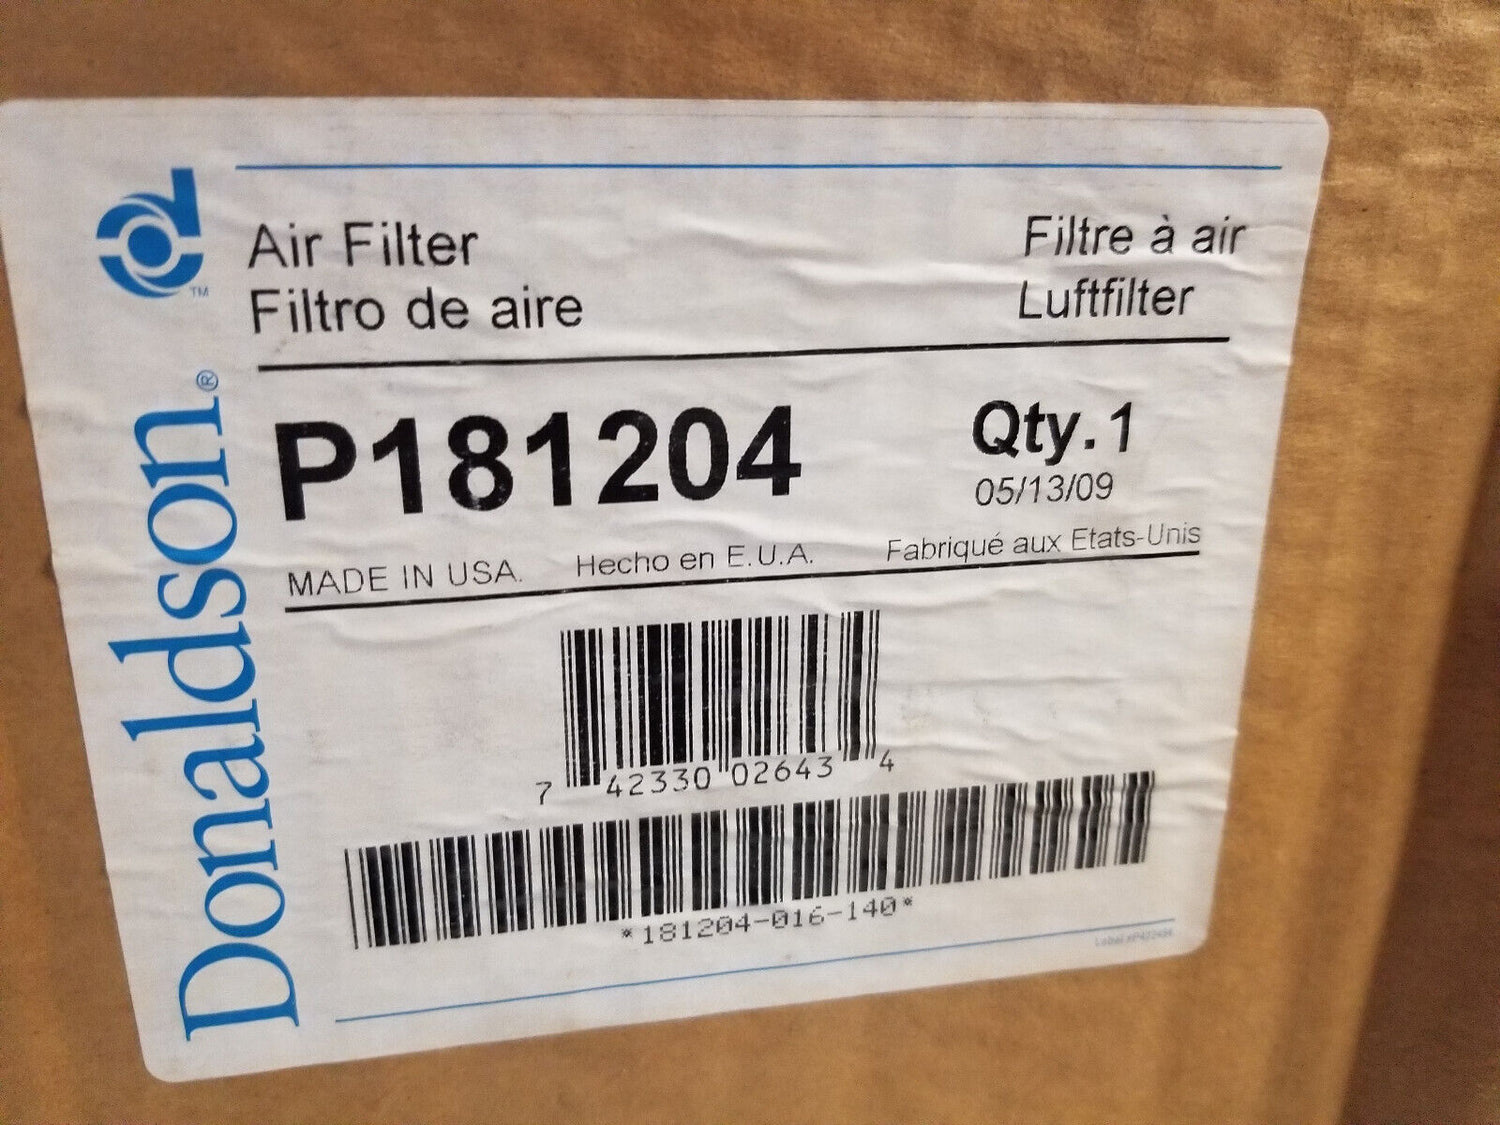 Donaldson®
™
Air Filter
Filtro de aire
Filtre à air
Luftfilter
P181204
Qty. 1
05/13/09
MADE IN USA.
Hecho en E.U.A.
Fabriqué aux Etats-Unis
7 42330 02643 4
*181204-016-140*